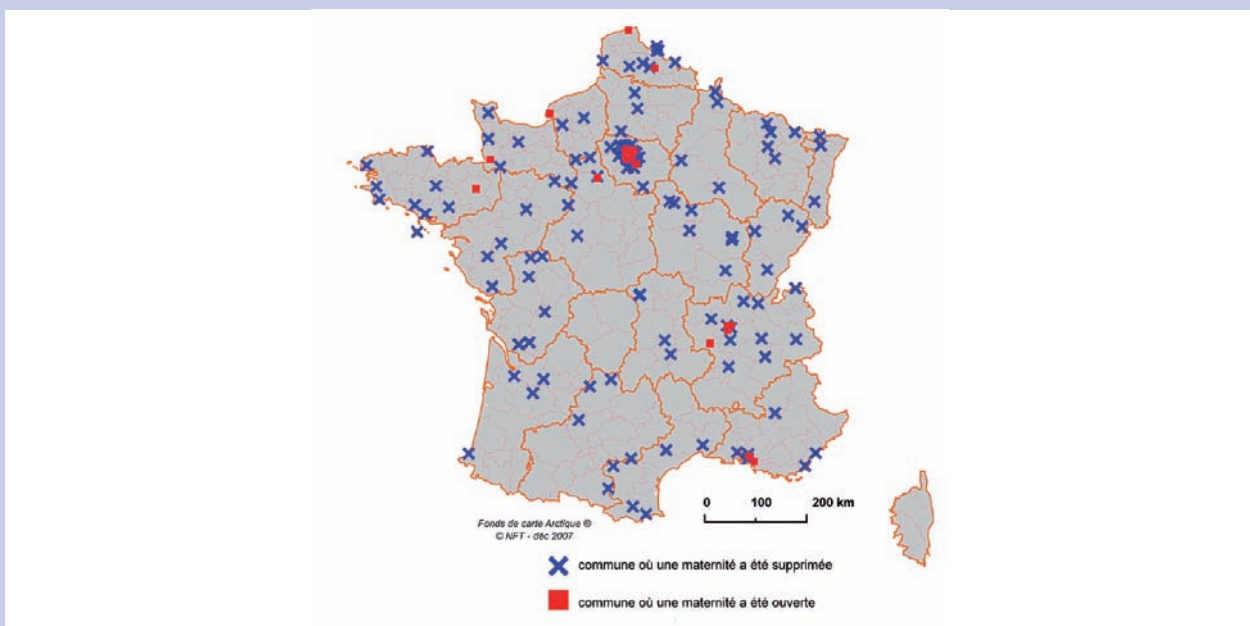 0 100 200 km
Fonds de carte Arctique ©
© NFT - déc 2007
commune où une maternité a été supprimée
commune où une maternité a été ouverte